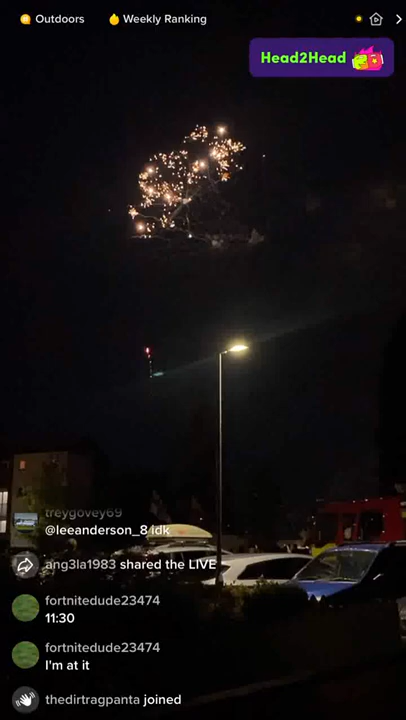 Outdoors
Weekly Ranking
Head2Head
treygovey69
@leeanderson_8 idk
ang3la1983 shared the LIVE
fortnitedude23474
11:30
fortnitedude23474
I'm at it
thedirtragpanta joined